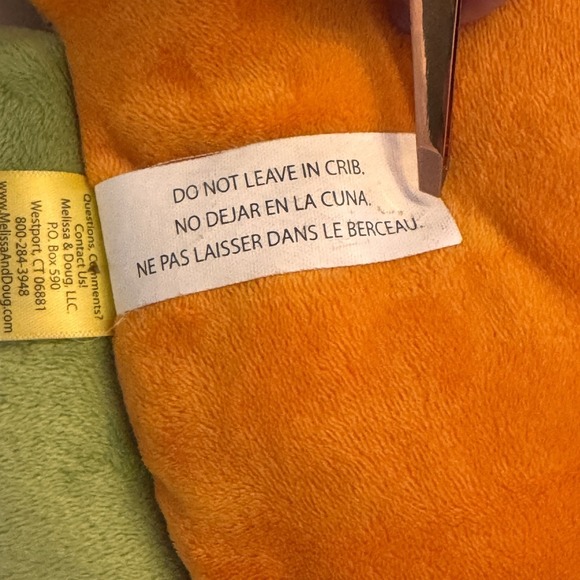 DO NOT LEAVE IN CRIB.
NO DEJAR EN LA CUNA.
NE PAS LAISSER DANS LE BERCEAU.
Questions, Comments?
Contact Us!
Melissa & Doug, LLC.
P.O. Box 590
Westport, CT 06881
800-284-3948
www.MelissaAndDoug.com